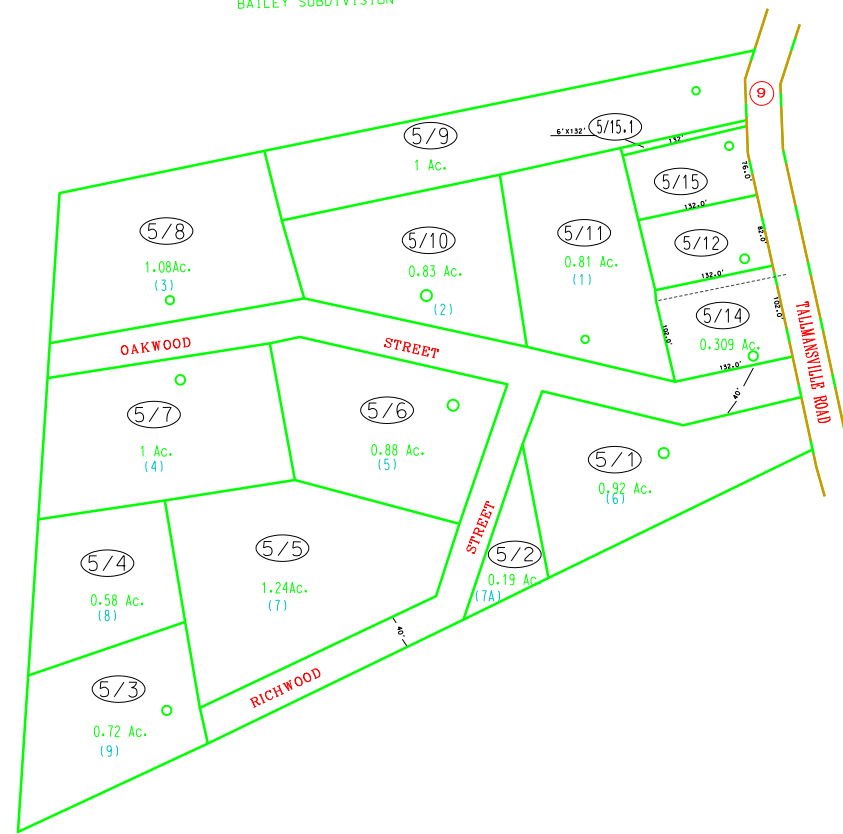 BAILEY SUBDIVISION
9
5/9
1 Ac.
6'X132'
5/15.1
132'
5/15
76.0'
132.0'
5/8
1.08Ac.
(3)
5/10
0.83 Ac.
(2)
5/11
0.81 Ac.
(1)
5/12
82.0'
132.0'
5/14
0.309 Ac.
102.0'
102.0'
132.0'
40'
TALLMANSVILLE ROAD
OAKWOOD
STREET
5/7
1 Ac.
(4)
5/6
0.88 Ac.
(5)
5/1
0.92 Ac.
(6)
STREET
5/2
0.19 Ac
(7A)
5/4
0.58 Ac.
(8)
5/5
1.24Ac.
(7)
40'
RICHWOOD
5/3
0.72 Ac.
(9)